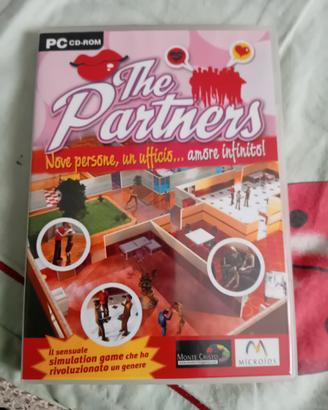 PC CD-ROM
The
Partners
Nove persone, un ufficio... amore infinito!
il sensuale
simulation game che ha
rivoluzionato un genere
MONTE CRISTO
MICROIDS